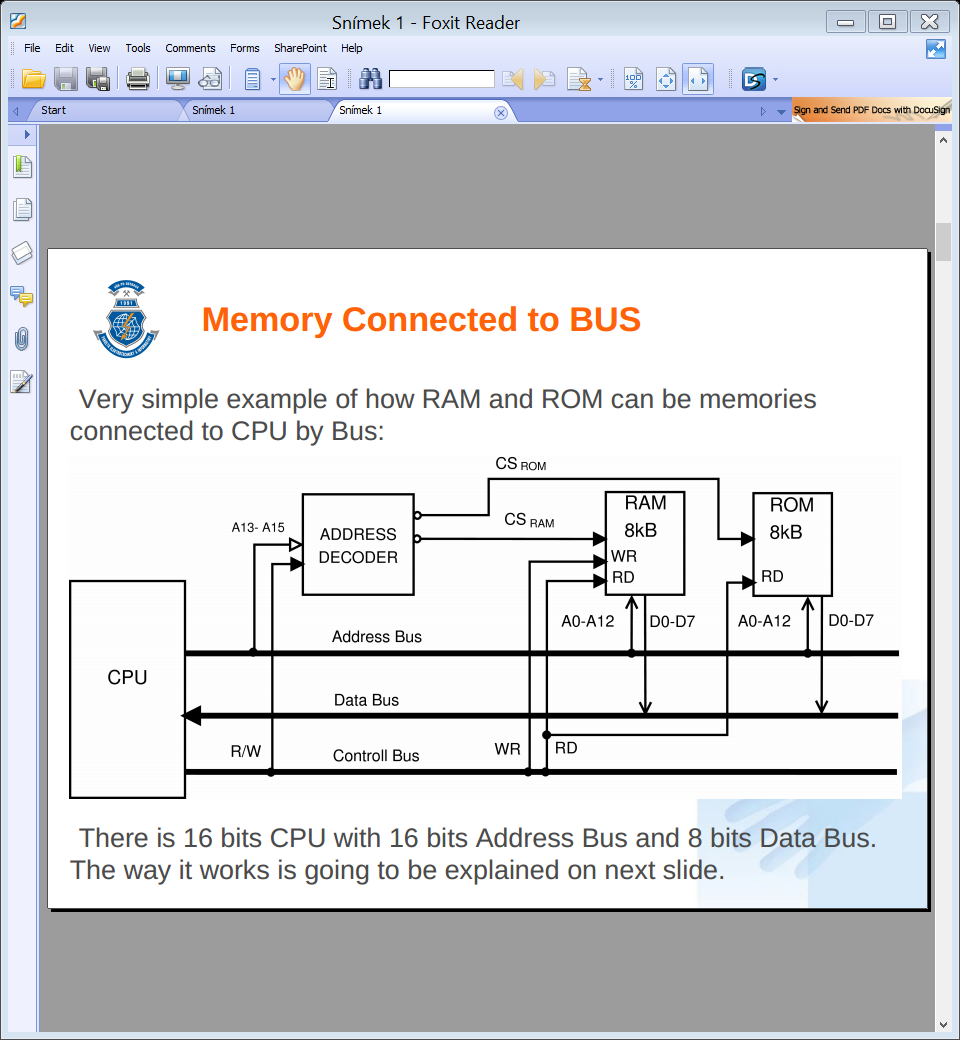 Snímek 1 - Foxit Reader
File Edit View Tools Comments Forms SharePoint Help
Start Snímek 1 Snímek 1 Sign and Send PDF Docs with DocuSign
Memory Connected to BUS
Very simple example of how RAM and ROM can be memories
connected to CPU by Bus:
CS ROM
RAM
ROM
CS RAM
A13- A15
ADDRESS
DECODER
8kB
8kB
WR
RD
RD
A0-A12
D0-D7
A0-A12
D0-D7
Address Bus
CPU
Data Bus
R/W
Controll Bus
WR
RD
There is 16 bits CPU with 16 bits Address Bus and 8 bits Data Bus.
The way it works is going to be explained on next slide.